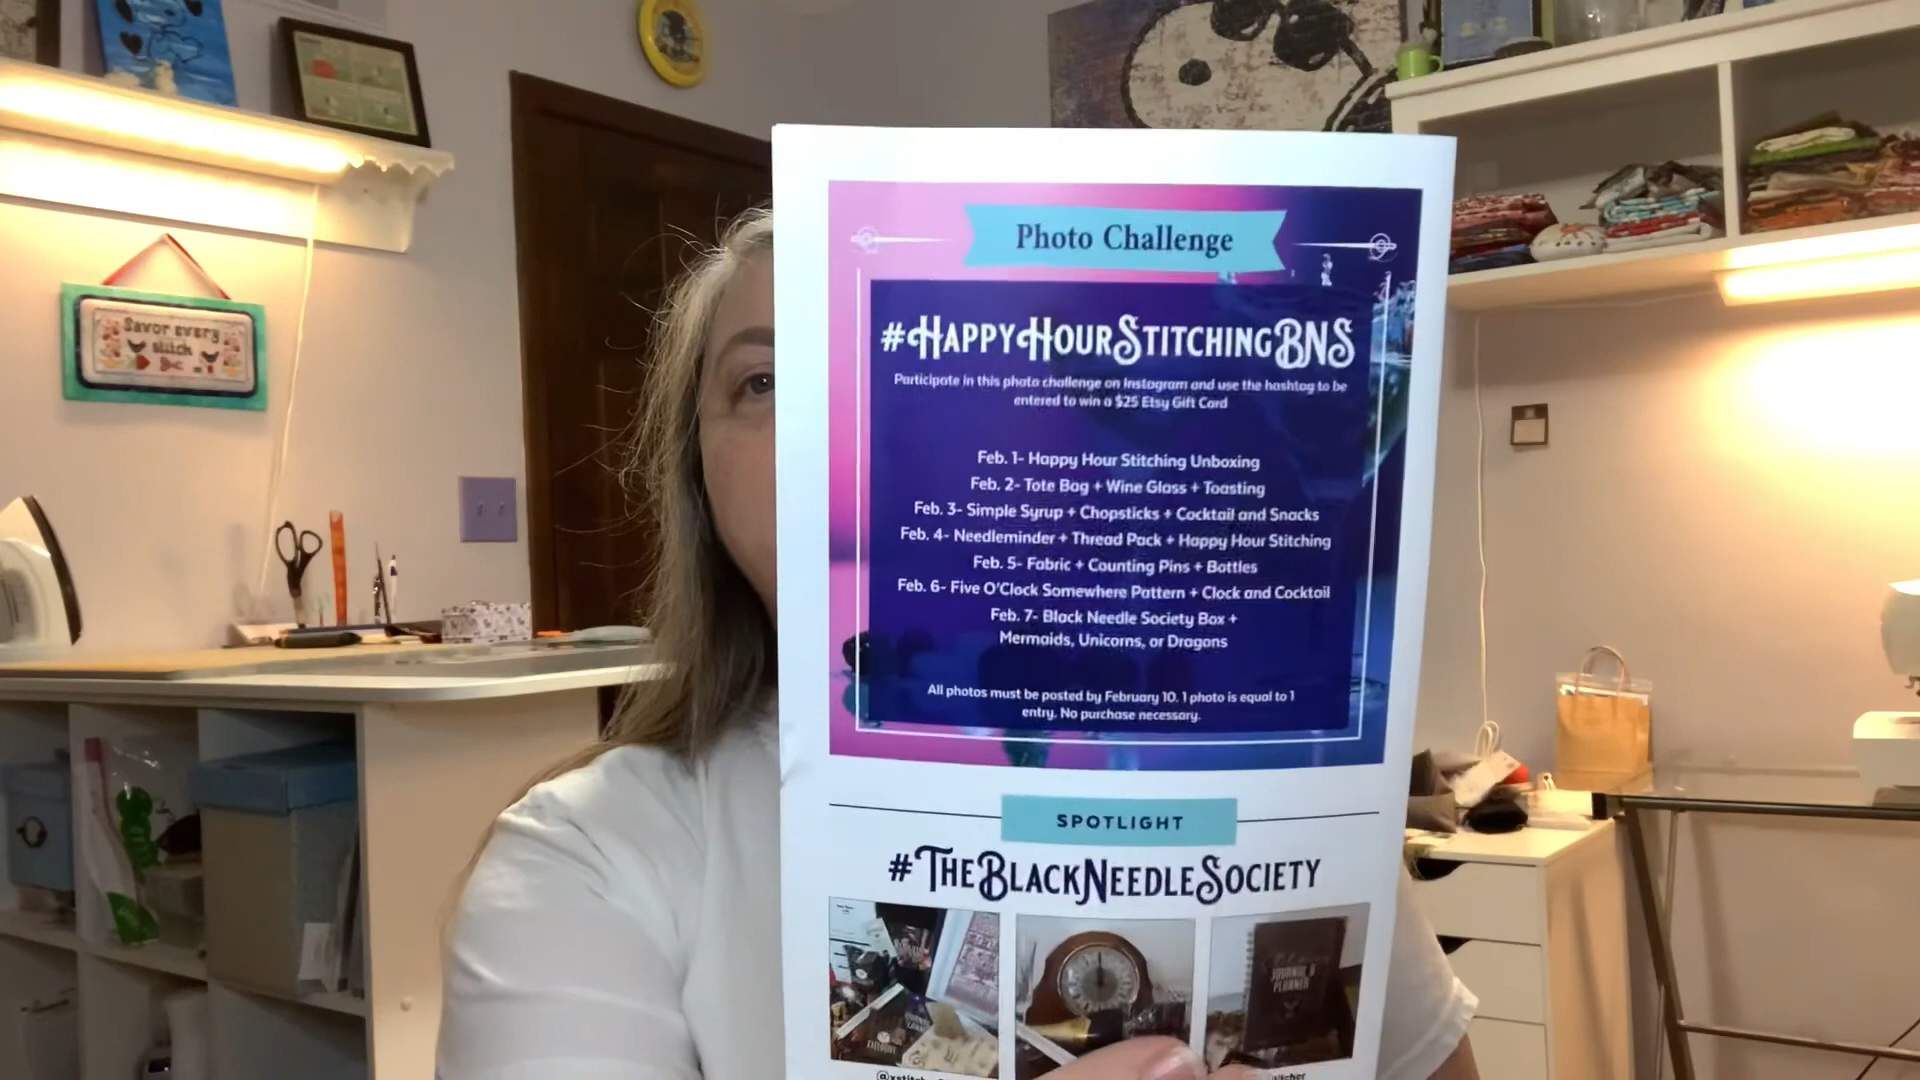 Savor every
stitch
Photo Challenge
#HappyHourStitchingBNS
Participate in this photo challenge on Instagram and use the hashtag to be
entered to win a $25 Etsy Gift Card
Feb. 1- Happy Hour Stitching Unboxing
Feb. 2- Tote Bag + Wine Glass + Toasting
Feb. 3- Simple Syrup + Chopsticks + Cocktail and Snacks
Feb. 4- Needleminder + Thread Pack + Happy Hour Stitching
Feb. 5- Fabric + Counting Pins + Bottles
Feb. 6- Five O'Clock Somewhere Pattern + Clock and Cocktail
Feb. 7- Black Needle Society Box +
Mermaids, Unicorns, or Dragons
All photos must be posted by February 10. 1 photo is equal to 1
entry. No purchase necessary.
SPOTLIGHT
#TheBlackNeedleSociety
JOURNAL &
PLANNER